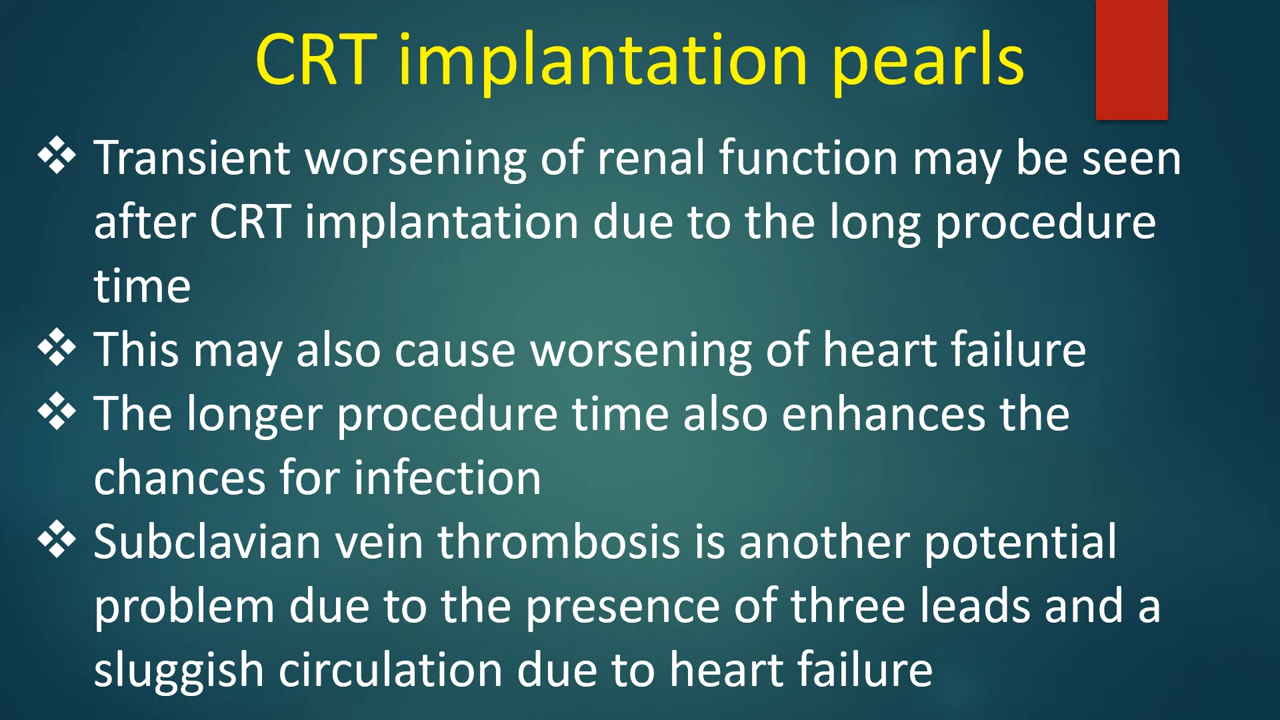 CRT implantation pearls
❖ Transient worsening of renal function may be seen
after CRT implantation due to the long procedure
time
❖ This may also cause worsening of heart failure
❖ The longer procedure time also enhances the
chances for infection
❖ Subclavian vein thrombosis is another potential
problem due to the presence of three leads and a
sluggish circulation due to heart failure